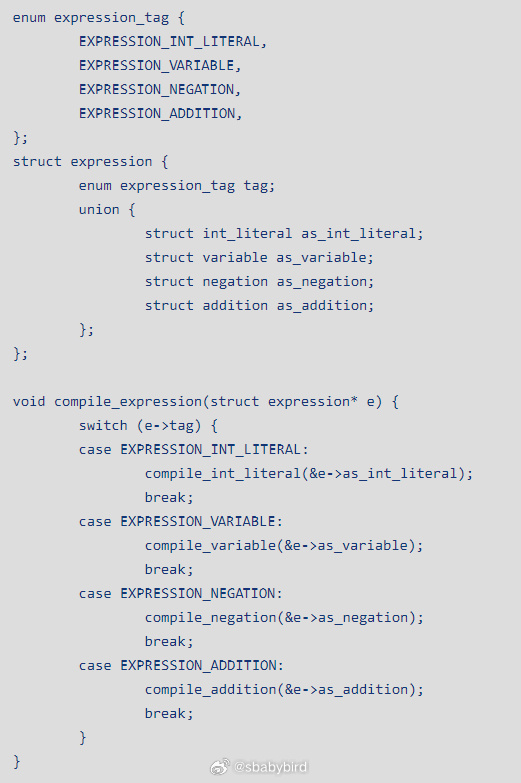 enum expression_tag {
        EXPRESSION_INT_LITERAL,
        EXPRESSION_VARIABLE,
        EXPRESSION_NEGATION,
        EXPRESSION_ADDITION,
};
struct expression {
        enum expression_tag tag;
        union {
                struct int_literal as_int_literal;
                struct variable as_variable;
                struct negation as_negation;
                struct addition as_addition;
        };
};

void compile_expression(struct expression* e) {
        switch (e->tag) {
        case EXPRESSION_INT_LITERAL:
                compile_int_literal(&e->as_int_literal);
                break;
        case EXPRESSION_VARIABLE:
                compile_variable(&e->as_variable);
                break;
        case EXPRESSION_NEGATION:
                compile_negation(&e->as_negation);
                break;
        case EXPRESSION_ADDITION:
                compile_addition(&e->as_addition);
                break;
        }
}
@sbabybird